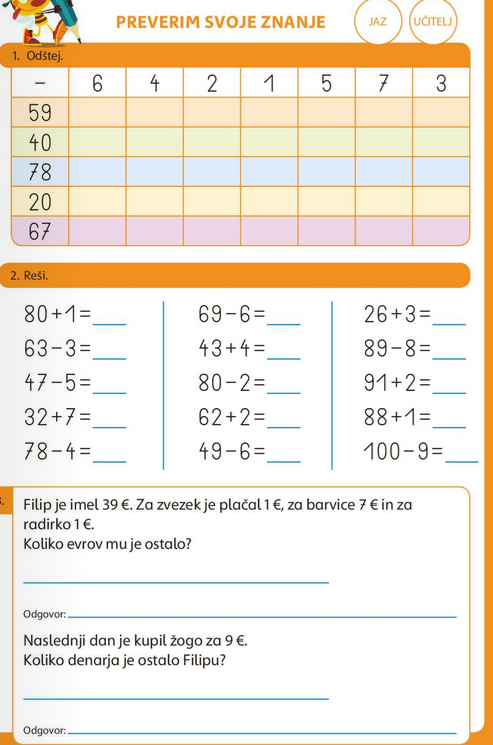 PREVERIM SVOJE ZNANJE
JAZ
UČITELJ
1. Odštej.
– 6 4 2 1 5 7 3
59
40
78
20
67
2. Reši.
80+1=___ 69-6=___ 26+3=___
63-3=___ 43+4=___ 89-8=___
47-5=___ 80-2=___ 91+2=___
32+7=___ 62+2=___ 88+1=___
78-4=___ 49-6=___ 100-9=___
Filip je imel 39 €. Za zvezek je plačal 1 €, za barvice 7 € in za
radirko 1 €.
Koliko evrov mu je ostalo?
Odgovor:
Naslednji dan je kupil žogo za 9 €.
Koliko denarja je ostalo Filipu?
Odgovor: